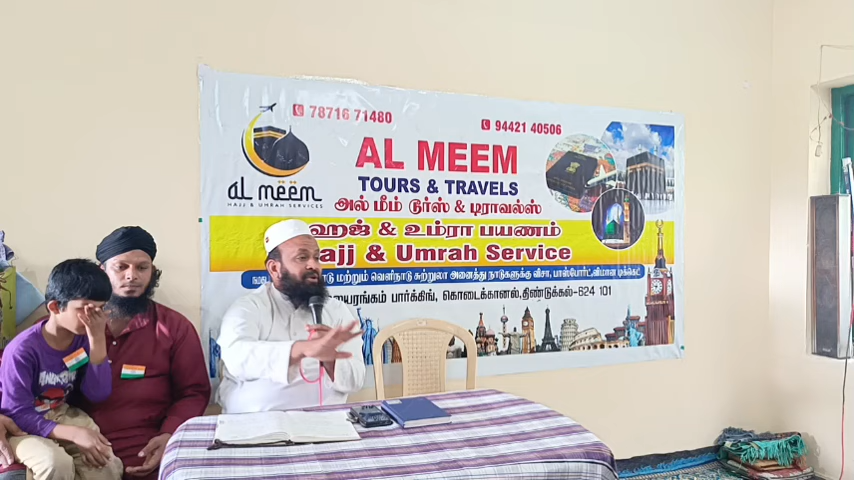 78716 71480
94421 40506
AL MEEM
TOURS & TRAVELS
அல் மீம் டூர்ஸ் & டிராவல்ஸ்
al meem
HAJJ & UMRAH SERVICES
ஹஜ் & உம்ரா பயணம்
ajj & Umrah Service
மற்றும் வெளிநாடு சுற்றுலா அனைத்து நாடுகளுக்கு விசா, பாஸ்போர்ட், விமான டிக்கெட்
பார்க்கிங், கொடைக்கானல், திண்டுக்கல்-624 101